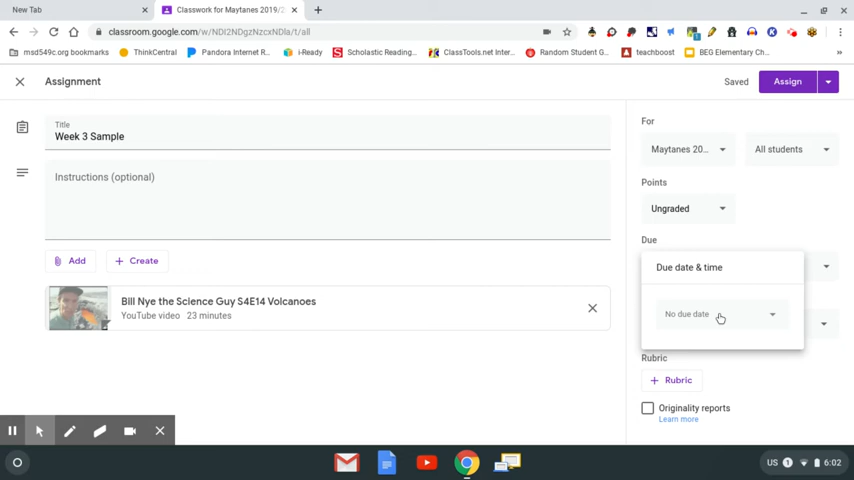 New Tab
Classwork for Maytanes 2019/2
classroom.google.com/w/NDI2NDgzNzcxNDla/t/all
msd549c.org bookmarks
ThinkCentral
Pandora Internet R...
i-Ready
Scholastic Reading...
ClassTools.net Inter...
Random Student G...
teachboost
BEG Elementary Ch...
»
Assignment
Saved
Assign
Title
Week 3 Sample
Instructions (optional)
Add
Create
Bill Nye the Science Guy S4E14 Volcanoes
YouTube video 23 minutes
For
Maytanes 20...
All students
Points
Ungraded
Due
Due date & time
No due date
Rubric
+ Rubric
Originality reports
Learn more
US 1 6:02